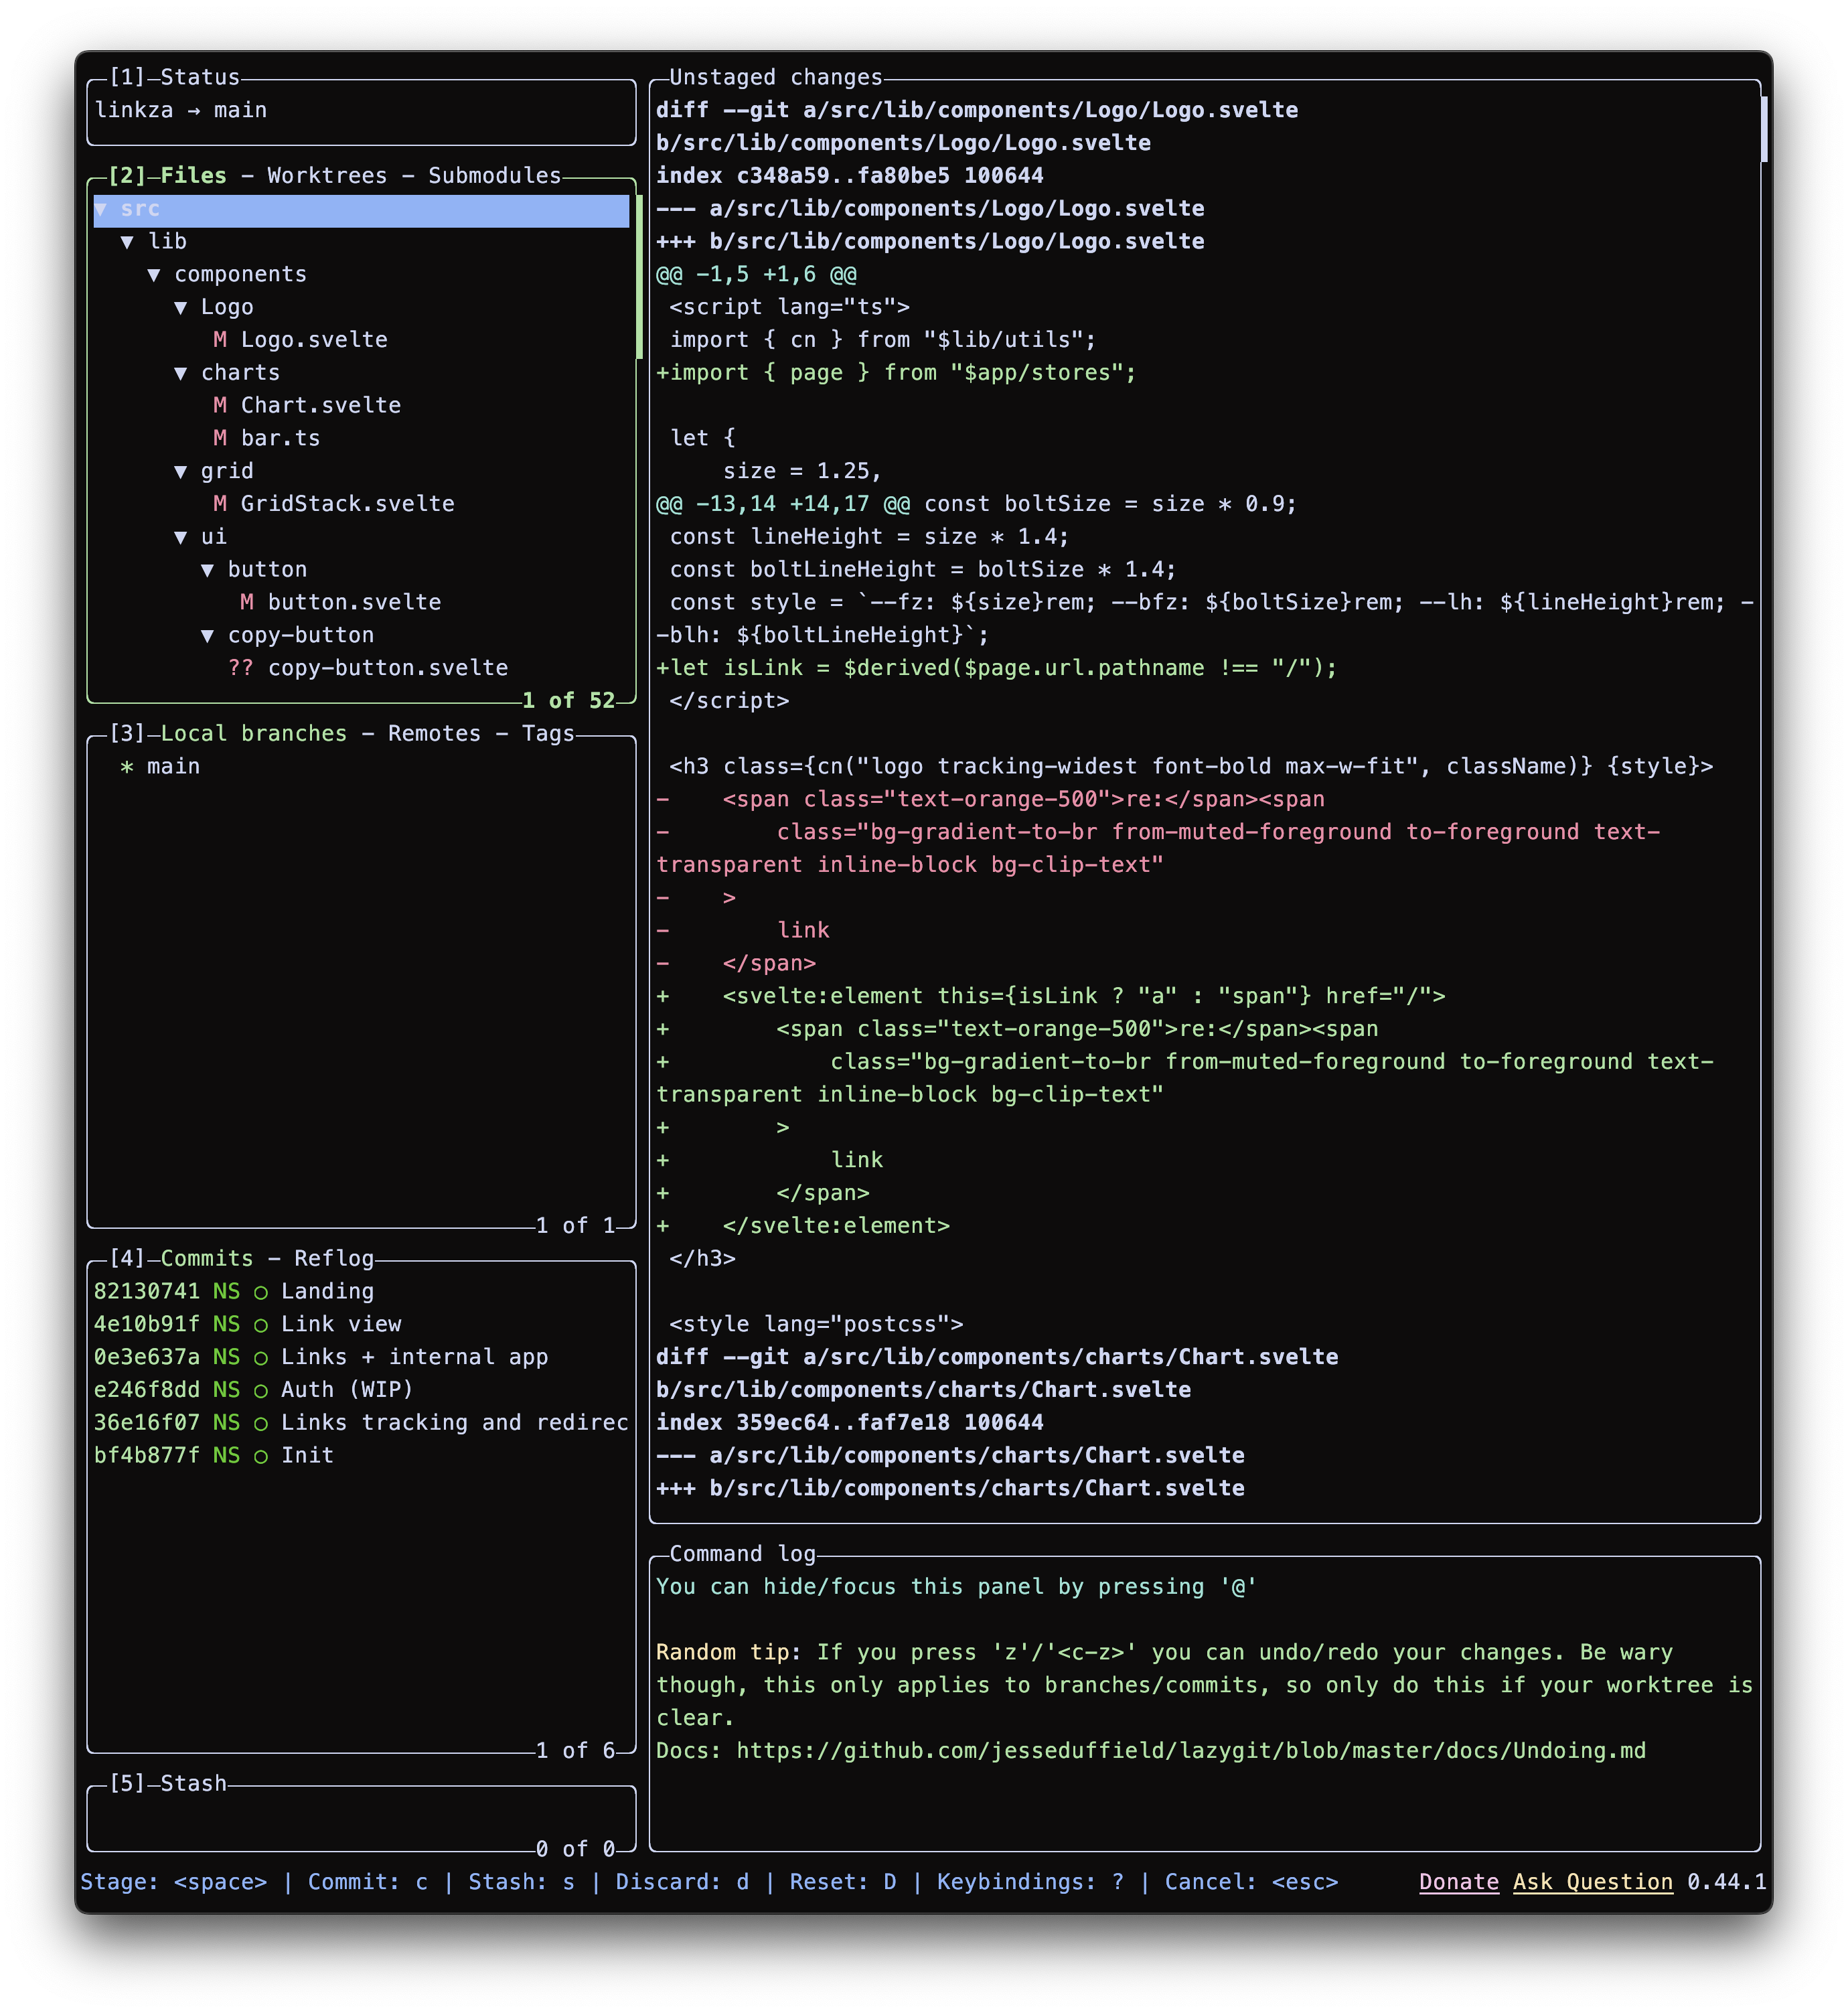 [1]─Status
linkza → main
[2]─Files - Worktrees - Submodules
▼ src
▼ lib
▼ components
▼ Logo
M Logo.svelte
▼ charts
M Chart.svelte
M bar.ts
▼ grid
M GridStack.svelte
▼ ui
▼ button
M button.svelte
▼ copy-button
?? copy-button.svelte
1 of 52
[3]─Local branches - Remotes - Tags
* main
1 of 1
[4]─Commits - Reflog
82130741 NS ○ Landing
4e10b91f NS ○ Link view
0e3e637a NS ○ Links + internal app
e246f8dd NS ○ Auth (WIP)
36e16f07 NS ○ Links tracking and redirec
bf4b877f NS ○ Init
1 of 6
[5]─Stash
0 of 0
Unstaged changes
diff --git a/src/lib/components/Logo/Logo.svelte
b/src/lib/components/Logo/Logo.svelte
index c348a59..fa80be5 100644
--- a/src/lib/components/Logo/Logo.svelte
+++ b/src/lib/components/Logo/Logo.svelte
@@ -1,5 +1,6 @@
 <script lang="ts">
 import { cn } from "$lib/utils";
+import { page } from "$app/stores";
 let {
     size = 1.25,
@@ -13,14 +14,17 @@ const boltSize = size * 0.9;
 const lineHeight = size * 1.4;
 const boltLineHeight = boltSize * 1.4;
 const style = `--fz: ${size}rem; --bfz: ${boltSize}rem; --lh: ${lineHeight}rem; -
-blh: ${boltLineHeight}`;
+let isLink = $derived($page.url.pathname !== "/");
 </script>
 <h3 class={cn("logo tracking-widest font-bold max-w-fit", className)} {style}>
-    <span class="text-orange-500">re:</span><span
-        class="bg-gradient-to-br from-muted-foreground to-foreground text-
transparent inline-block bg-clip-text"
-    >
-        link
-    </span>
+    <svelte:element this={isLink ? "a" : "span"} href="/">
+        <span class="text-orange-500">re:</span><span
+            class="bg-gradient-to-br from-muted-foreground to-foreground text-
transparent inline-block bg-clip-text"
+        >
+            link
+        </span>
+    </svelte:element>
 </h3>
 <style lang="postcss">
diff --git a/src/lib/components/charts/Chart.svelte
b/src/lib/components/charts/Chart.svelte
index 359ec64..faf7e18 100644
--- a/src/lib/components/charts/Chart.svelte
+++ b/src/lib/components/charts/Chart.svelte
Command log
You can hide/focus this panel by pressing '@'
Random tip: If you press 'z'/'<c-z>' you can undo/redo your changes. Be wary
though, this only applies to branches/commits, so only do this if your worktree is
clear.
Docs: https://github.com/jesseduffield/lazygit/blob/master/docs/Undoing.md
Stage: <space> | Commit: c | Stash: s | Discard: d | Reset: D | Keybindings: ? | Cancel: <esc> Donate Ask Question 0.44.1